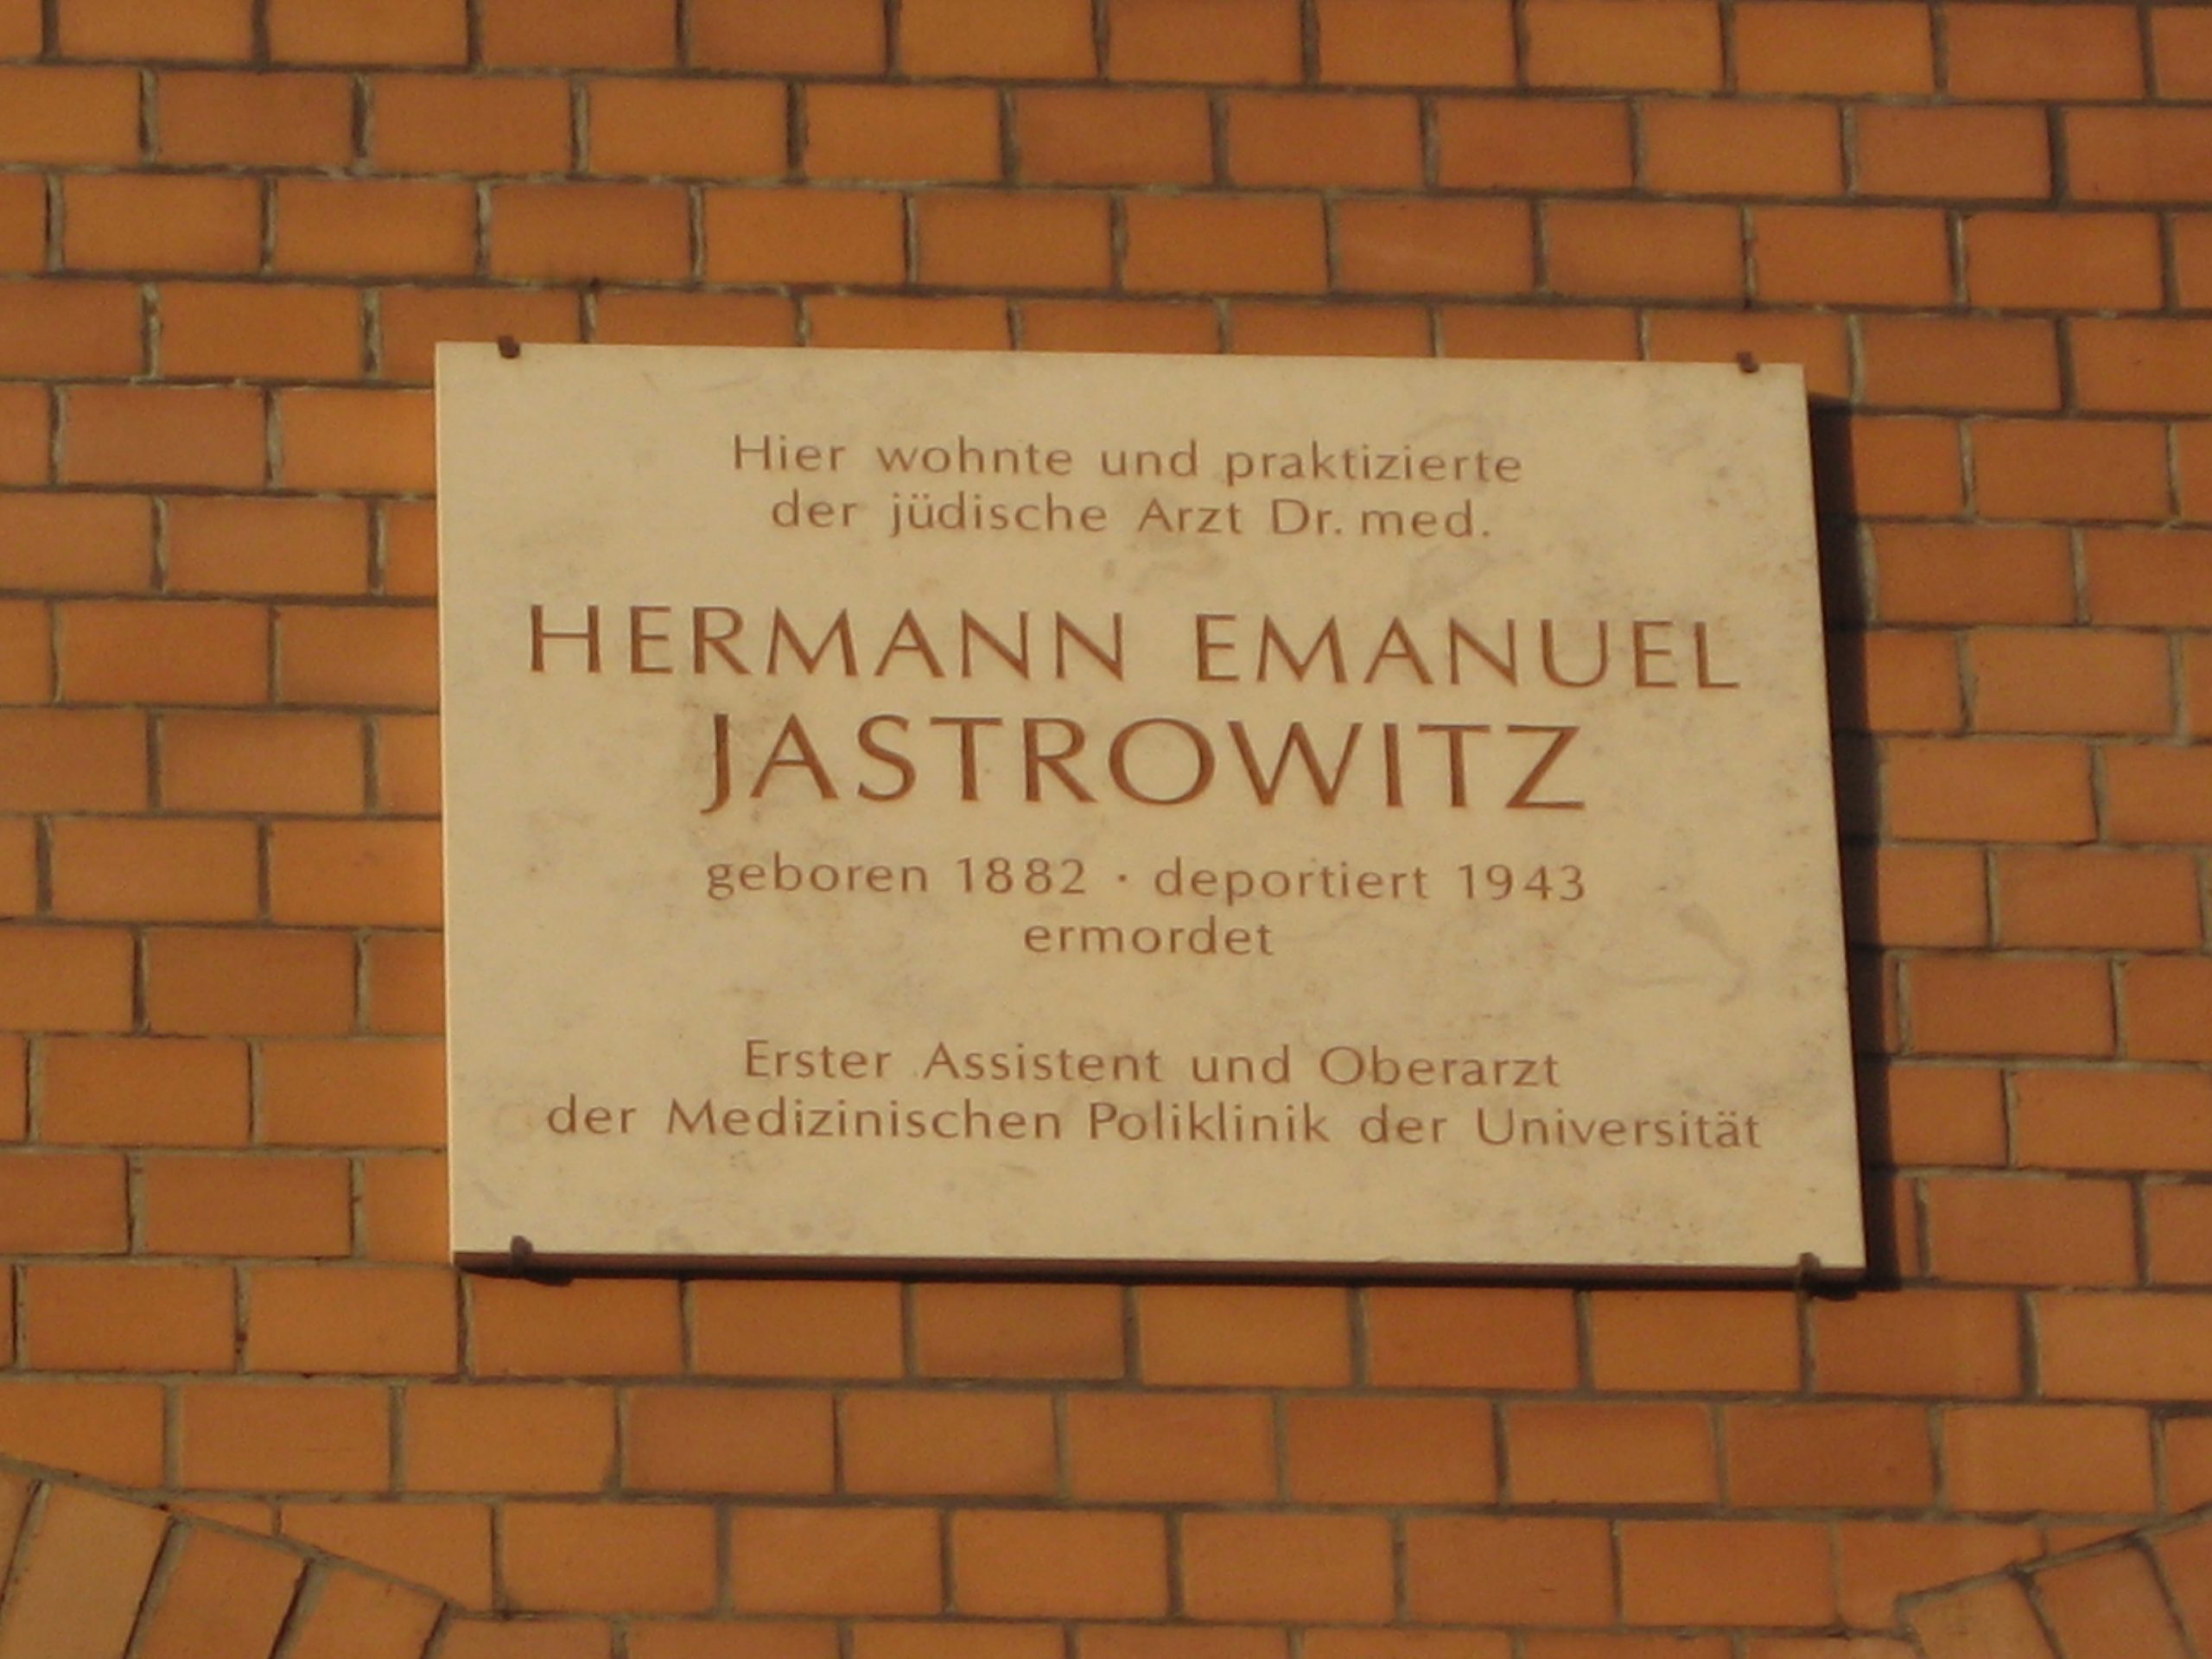 Hier wohnte und praktizierte
der jüdische Arzt Dr. med.
HERMANN EMANUEL
JASTROWITZ
geboren 1882 · deportiert 1943
ermordet
Erster Assistent und Oberarzt
der Medizinischen Poliklinik der Universität